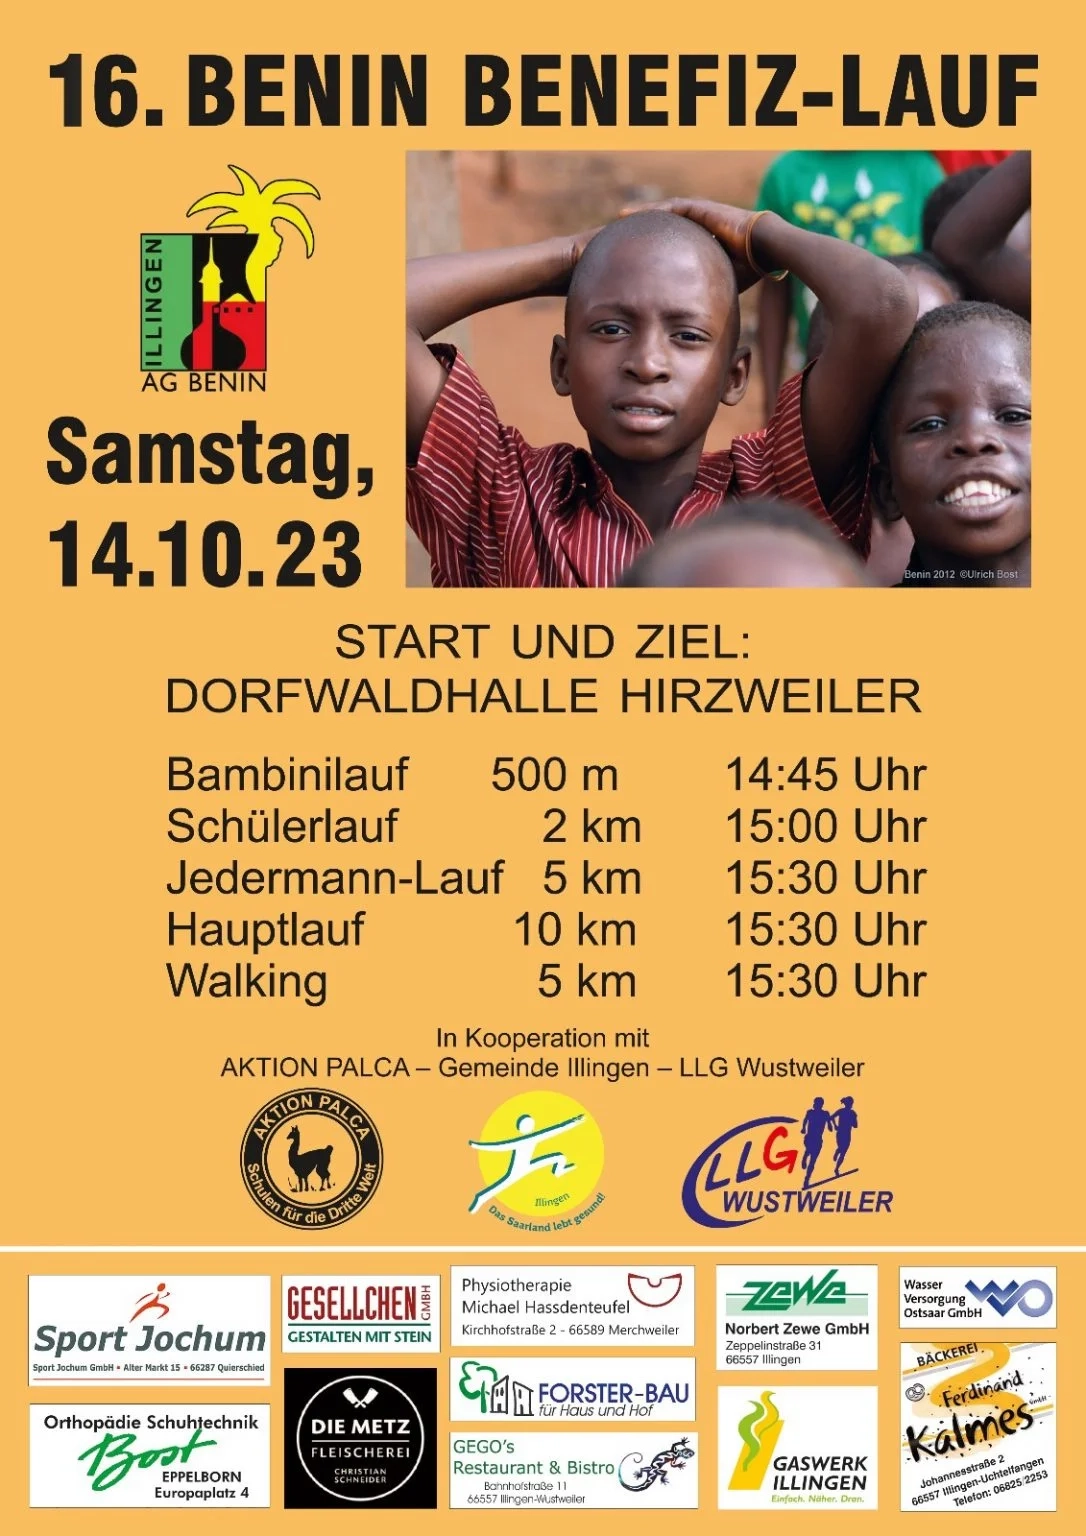 16. BENIN BENEFIZ-LAUF
ILLINGEN
AG BENIN
Samstag,
14.10.23
Benin 2012 ©Ulrich Bost
START UND ZIEL:
DORFWALDHALLE HIRZWEILER
Bambinilauf 500 m 14:45 Uhr
Schülerlauf 2 km 15:00 Uhr
Jedermann-Lauf 5 km 15:30 Uhr
Hauptlauf 10 km 15:30 Uhr
Walking 5 km 15:30 Uhr
In Kooperation mit
AKTION PALCA – Gemeinde Illingen – LLG Wustweiler
AKTION PALCA
Schulen für die Dritte Welt
Illingen
Das Saarland lebt gesund!
LLG
WUSTWEILER
Sport Jochum
Sport Jochum GmbH • Alter Markt 15 • 66287 Quierschied
GESELLCHEN GMBH
GESTALTEN MIT STEIN
Physiotherapie
Michael Hassdenteufel
Kirchhofstraße 2 - 66589 Merchweiler
zewe
Norbert Zewe GmbH
Zeppelinstraße 31
66557 Illingen
Wasser
Versorgung
Ostsaar GmbH
WVO
Orthopädie Schuhtechnik
Bost
EPPELBORN
Europaplatz 4
DIE METZ
FLEISCHEREI
CHRISTIAN
SCHNEIDER
FORSTER-BAU
für Haus und Hof
GEGO's
Restaurant & Bistro
Bahnhofstraße 11
66557 Illingen-Wustweiler
GASWERK
ILLINGEN
Einfach. Näher. Dran.
BÄCKEREI
Ferdinand
Kalmes GmbH
Johannesstraße 2
66557 Illingen-Uchtelfangen
Telefon: 06825/2253